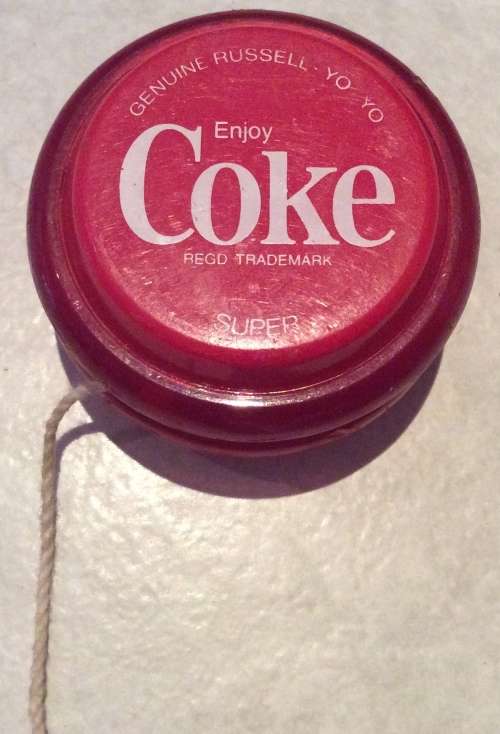 GENUINE RUSSELL · YO-YO
Enjoy
Coke
REGD TRADEMARK
SUPER